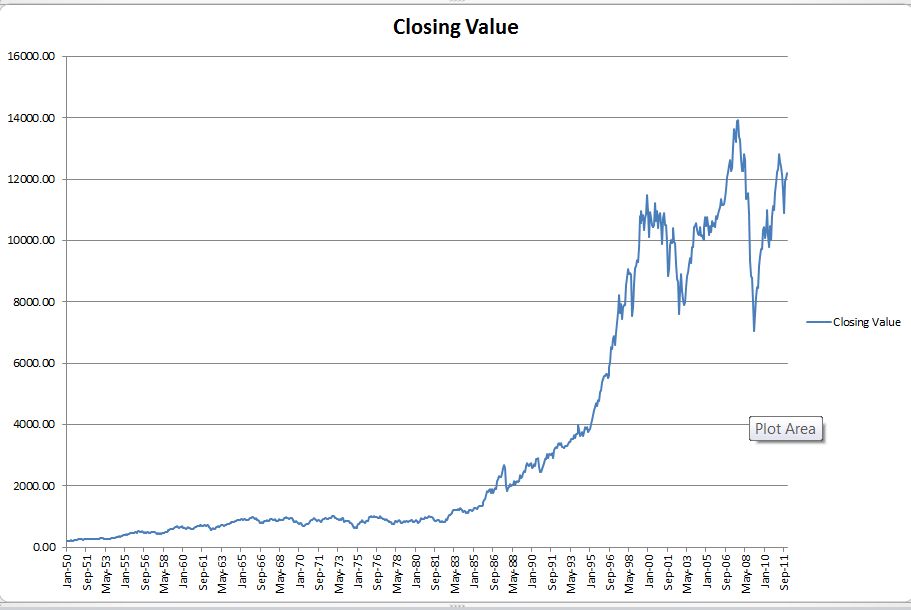 Closing Value
16000.00
14000.00
12000.00
10000.00
8000.00
6000.00
4000.00
2000.00
0.00
Closing Value
Plot Area
Jan-50
Sep-51
May-53
Jan-55
Sep-56
May-58
Jan-60
Sep-61
May-63
Jan-65
Sep-66
May-68
Jan-70
Sep-71
May-73
Jan-75
Sep-76
May-78
Jan-80
Sep-81
May-83
Jan-85
Sep-86
May-88
Jan-90
Sep-91
May-93
Jan-95
Sep-96
May-98
Jan-00
Sep-01
May-03
Jan-05
Sep-06
May-08
Jan-10
Sep-11